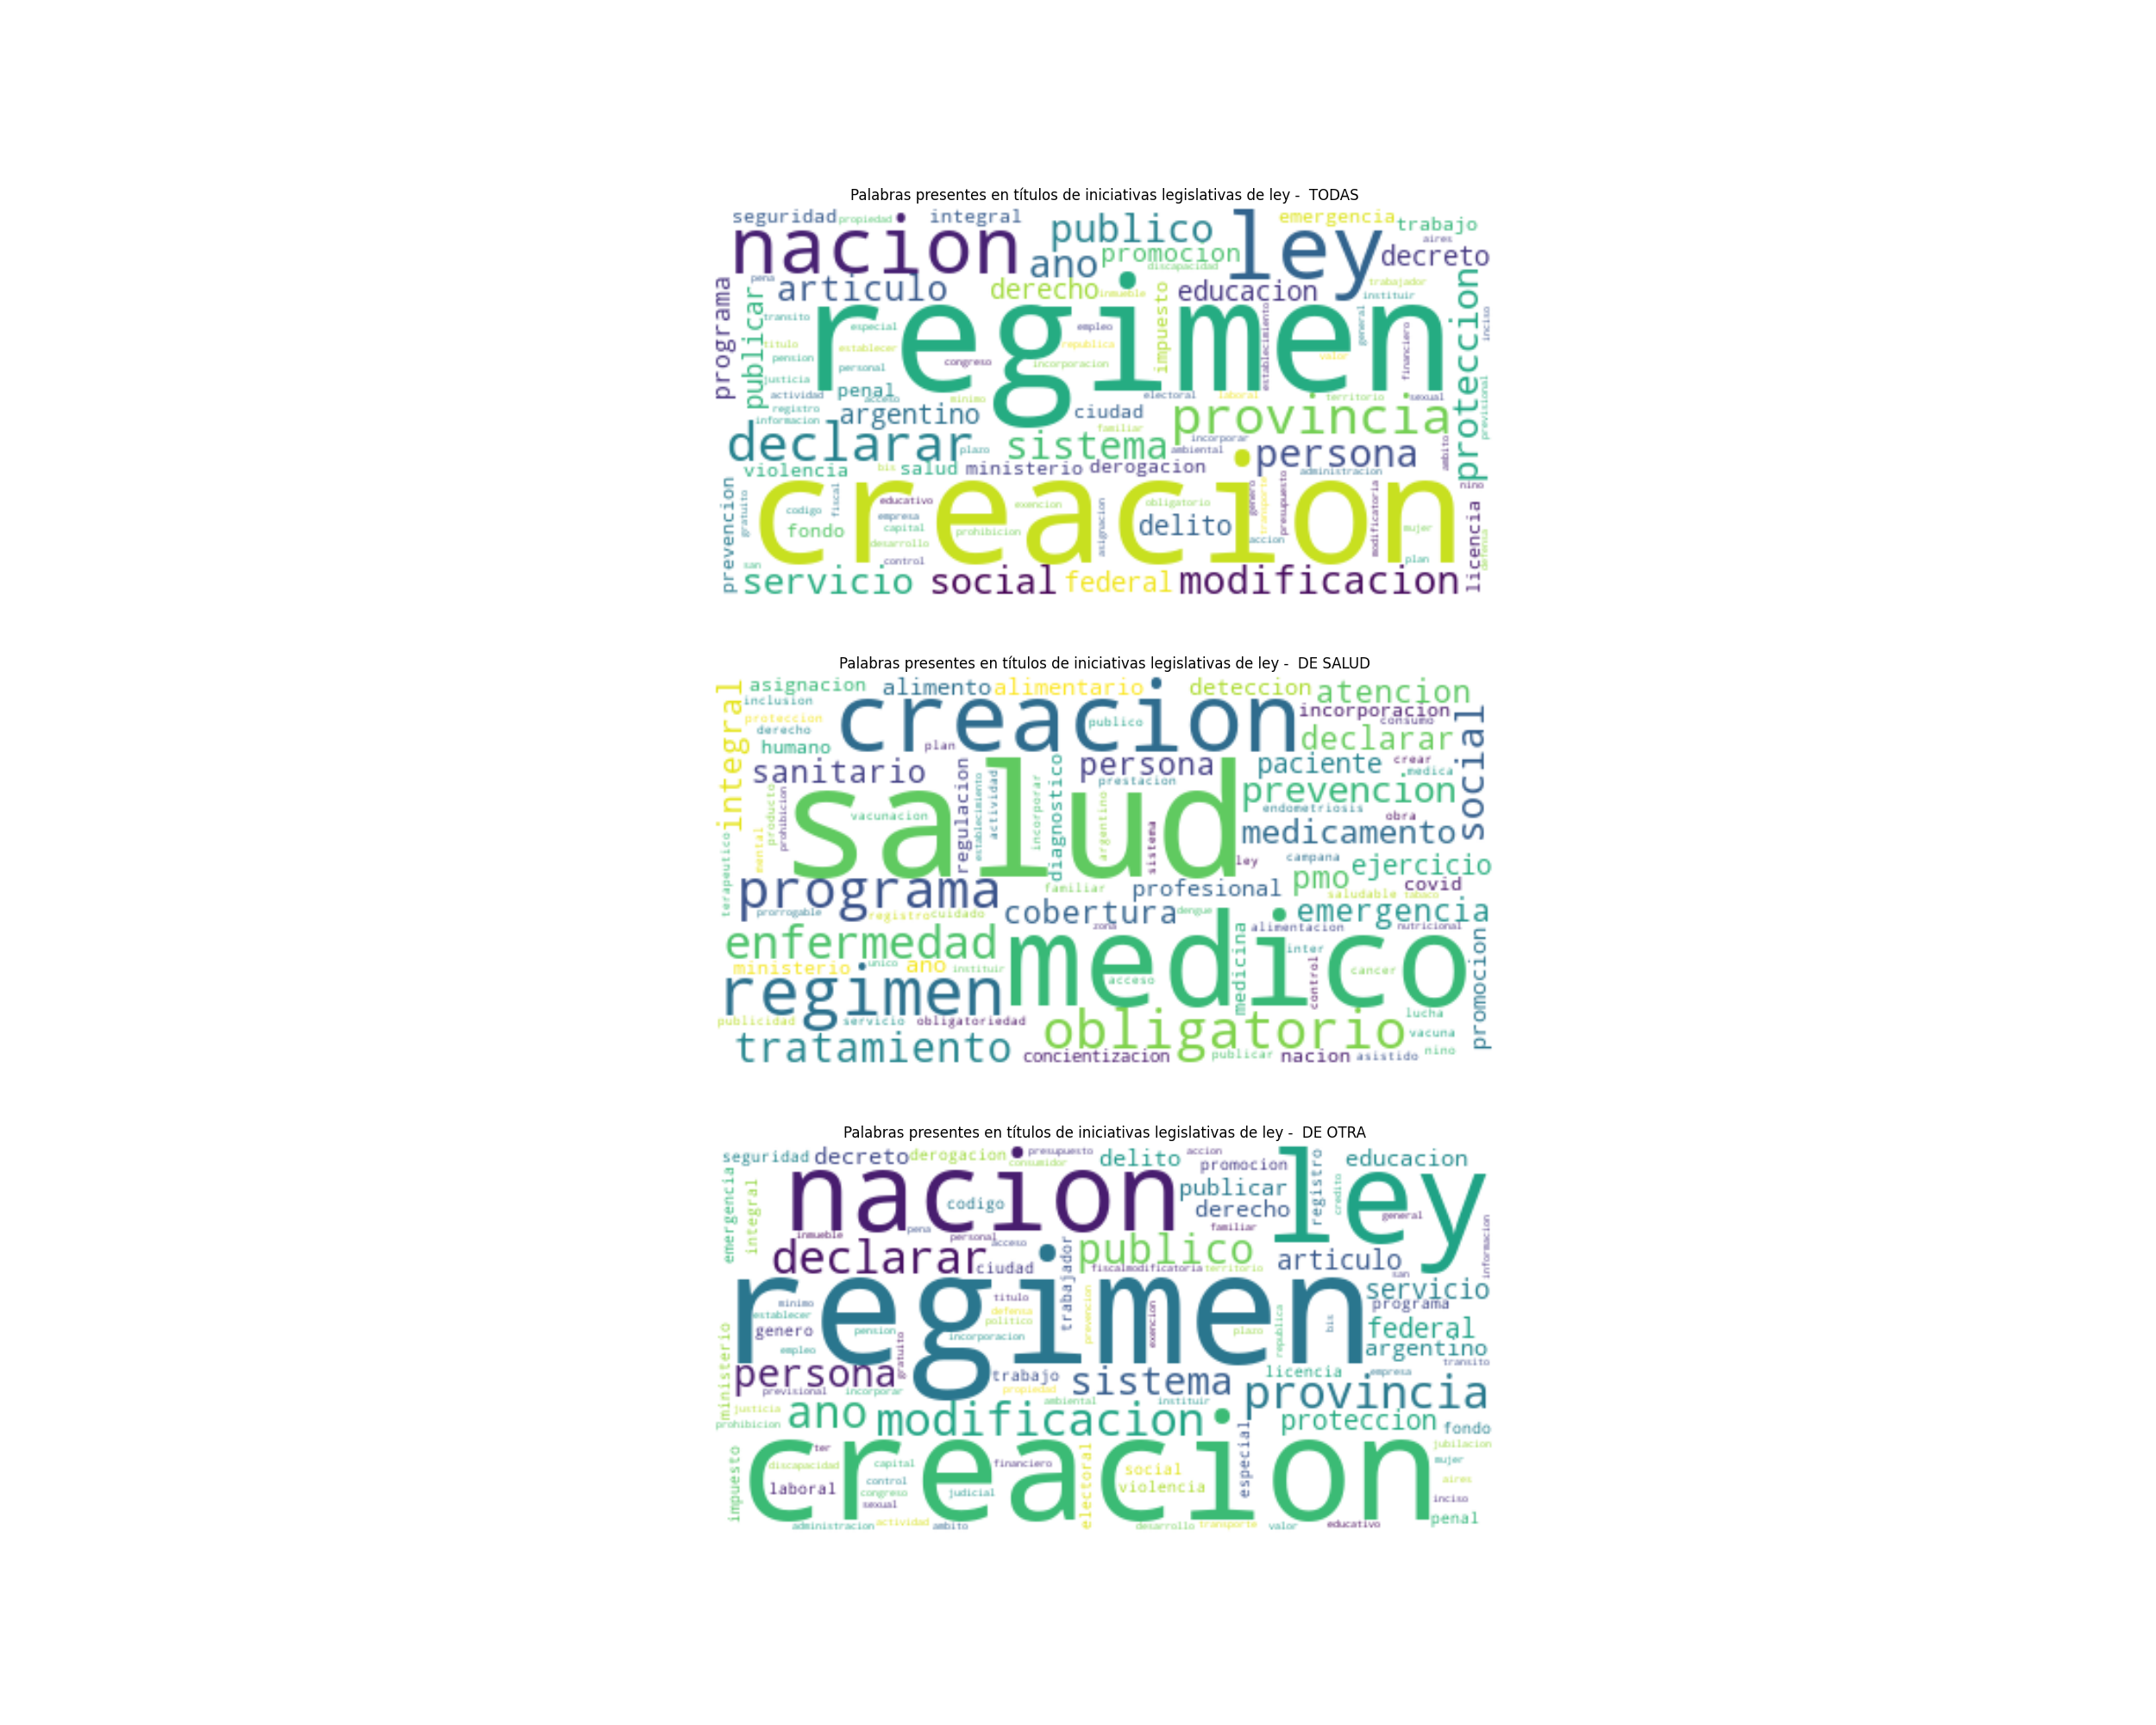 Palabras presentes en títulos de iniciativas legislativas de ley -  TODAS
seguridad propiedad integral publico ley emergencia trabajo
nacion ano promocion discapacidad aires decreto
pena articulo derecho inmueble impuesto educacion trabajador instituir
programa publicar transito especial regimen empleo establecimiento general financiero proteccion inciso
titulo establecer republica valor
pension personal congreso incorporacion
justicia penal
actividad acceso minimo electoral laboral territorio sexual previsional
registro argentino ciudad provincia
informacion familiar
declarar plazo sistema ambiental incorporar persona ambito
violencia bis salud ministerio derogacion administracion
prevencion gratuito fiscal educativo creacion exencion asignacion obligatorio genero transporte presupuesto modificatoria nino
codigo empresa delito mujer licencia defensa
fondo capital prohibicion
desarrollo accion
san control plan
servicio social federal modificacion
Palabras presentes en títulos de iniciativas legislativas de ley -  DE SALUD
integral asignacion alimento alimentario deteccion atencion
inclusion creacion incorporacion social
proteccion publico consumo
derecho declarar
humano plan
sanitario regulacion diagnostico persona paciente crear
medica
producto prohibicion salud establecimiento actividad incorporar prestacion prevencion
argentino endometriosis
vacunacion sistema obra
terapeutico mental medicamento
ley campana ejercicio
programa familiar profesional pmo covid
saludable tabaco
prorrogable registro cuidado cobertura dengue emergencia
enfermedad zona medicina alimentacion nutricional
inter promocion
ministerio unico ano instituir medico control cancer
regimen acceso
publicidad servicio obligatoriedad obligatorio lucha
tratamiento vacuna
concientizacion publicar nacion asistido nino
Palabras presentes en títulos de iniciativas legislativas de ley -  DE OTRA
seguridad decreto derogacion presupuesto delito accion educacion
consumidor promocion registro
emergencia integral nacion publicar ley credito
codigo derecho general
pena familiar informacion
inmueble personal acceso publico
declarar ciudad trabajador articulo
fiscal modificatoria territorio san
regimen servicio
minimo titulo programa
establecer defensa
genero pension politico prevencion exencion plazo republica bis federal
incorporacion
empleo gratuito argentino
ministerio persona trabajo sistema licencia empresa transito
previsional incorporar propiedad provincia
justicia ambiental instituir
prohibicion ano modificacion proteccion fondo
impuesto ter creacion electoral especial jubilacion
discapacidad capital financiero social mujer
laboral control violencia aires
congreso judicial
sexual inciso
penal
administracion actividad ambito desarrollo transporte valor educativo